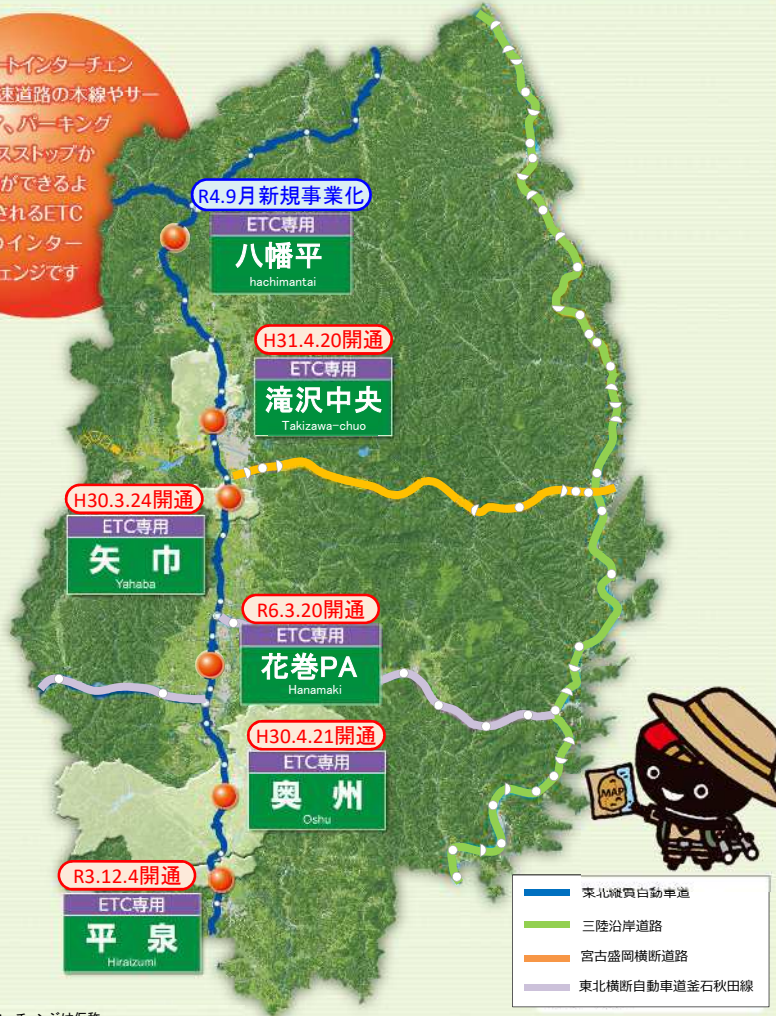 ートインターチェン
速道路の本線やサー
、パーキング
スストップか
ができるよ
されるETC
のインター
ェンジです
R4.9月新規事業化
ETC専用
八幡平
hachimantai
H31.4.20開通
ETC専用
滝沢中央
Takizawa-chuo
H30.3.24開通
ETC専用
矢 巾
Yahaba
R6.3.20開通
ETC専用
花巻PA
Hanamaki
H30.4.21開通
ETC専用
奥 州
Oshu
MAP
R3.12.4開通
ETC専用
平 泉
Hiraizumi
東北縦貫自動車道
三陸沿岸道路
宮古盛岡横断道路
東北横断自動車道釜石秋田線